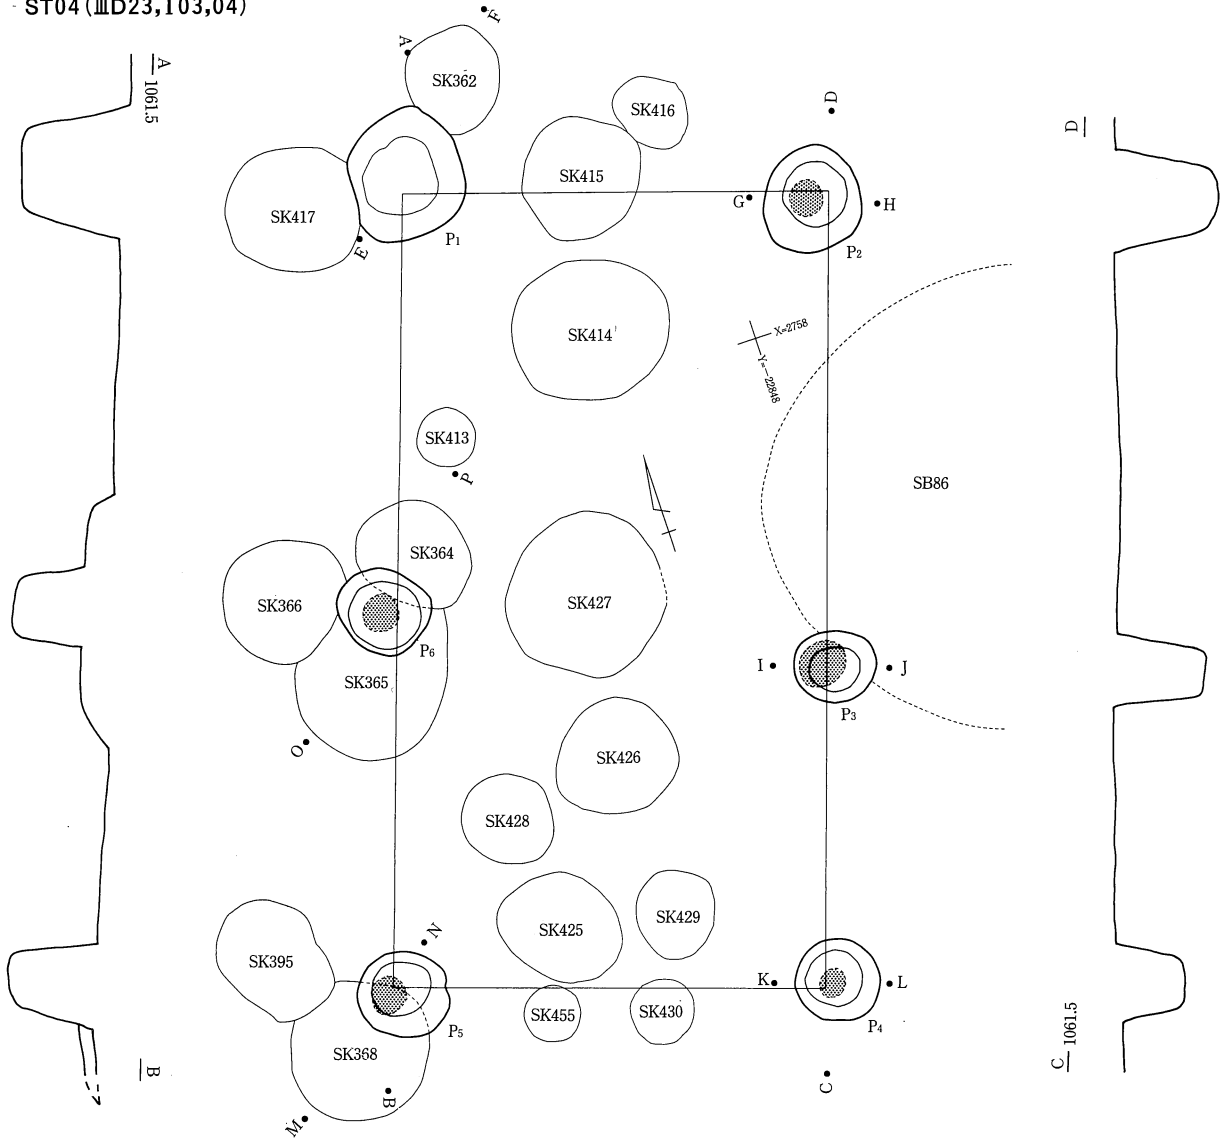 ST04(ⅢD23,I03,04)
F
A
SK362
A
1061.5
SK416
D
D
SK415
G
H
SK417
P1
E
P2
X=2758
SK414
Y=-22848
SK413
P
SB86
SK364
SK427
SK366
P6
I
J
SK365
P3
O
SK426
SK428
SK429
SK425
N
SK395
K
L
SK455
SK430
P5
P4
SK368
1061.5
C
B
C
B
M